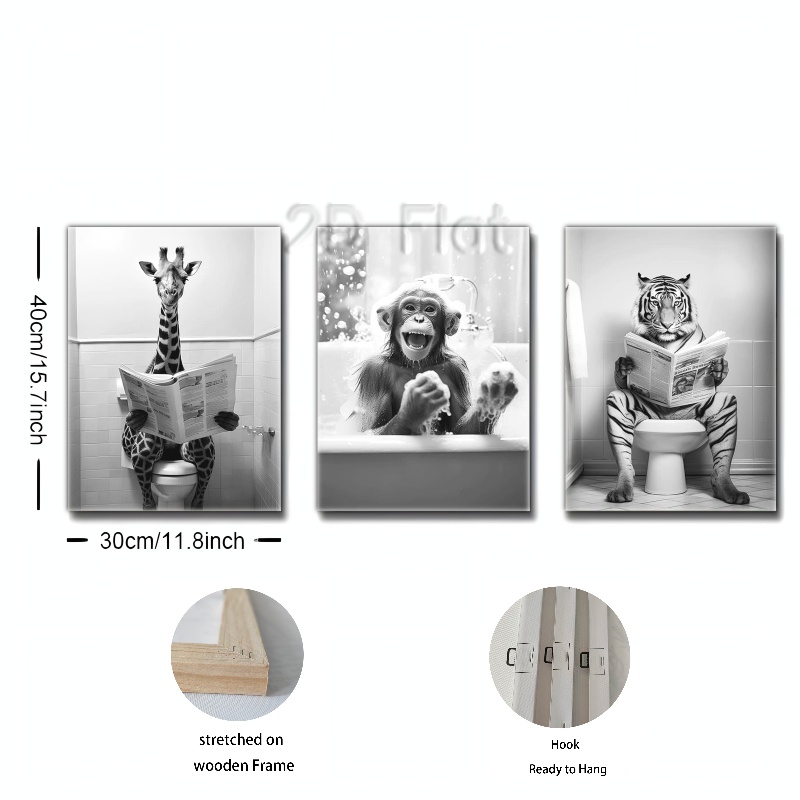 2D Flat
40cm/15.7inch
30cm/11.8inch
stretched on
wooden Frame
Hook
Ready to Hang